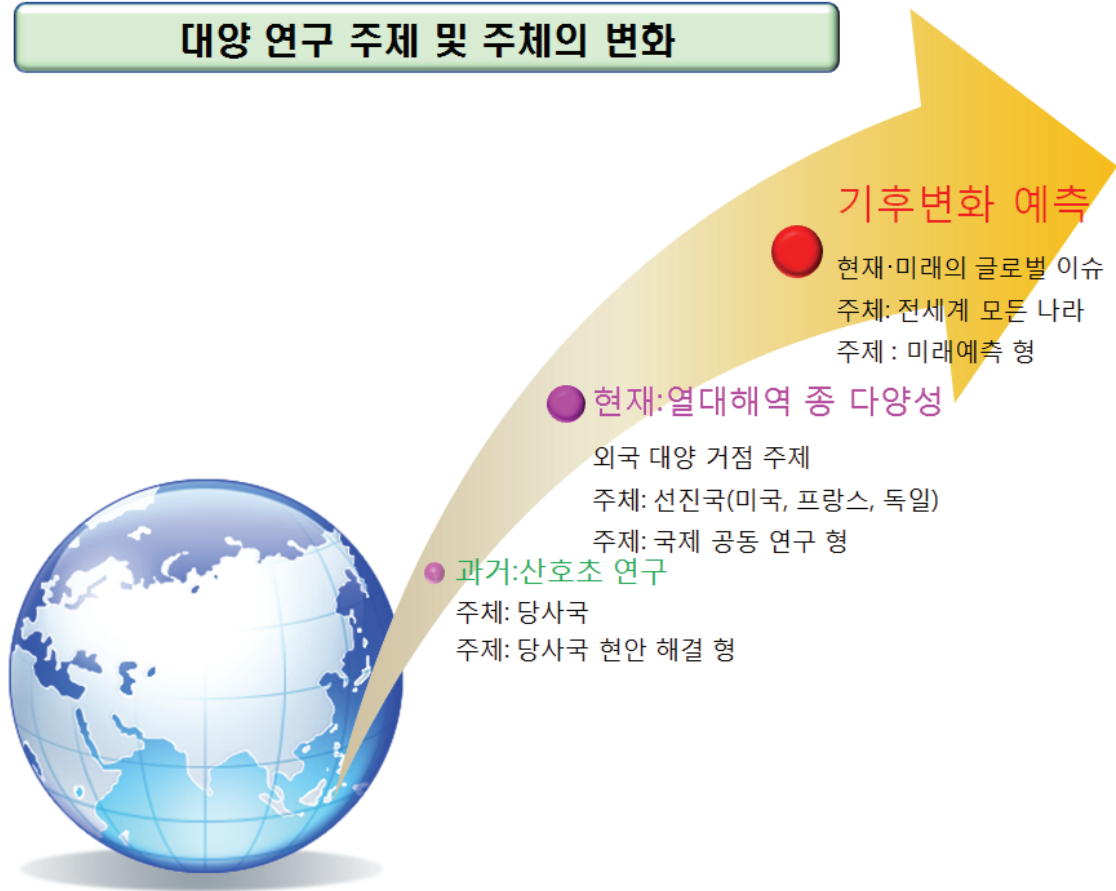 대양 연구 주제 및 주체의 변화
기후변화 예측
현재·미래의 글로벌 이슈
주체: 전세계 모든 나라
주제 : 미래예측 형
현재:열대해역 종 다양성
외국 대양 거점 주제
주체: 선진국(미국, 프랑스, 독일)
주제: 국제 공동 연구 형
과거:산호초 연구
주체: 당사국
주제: 당사국 현안 해결 형